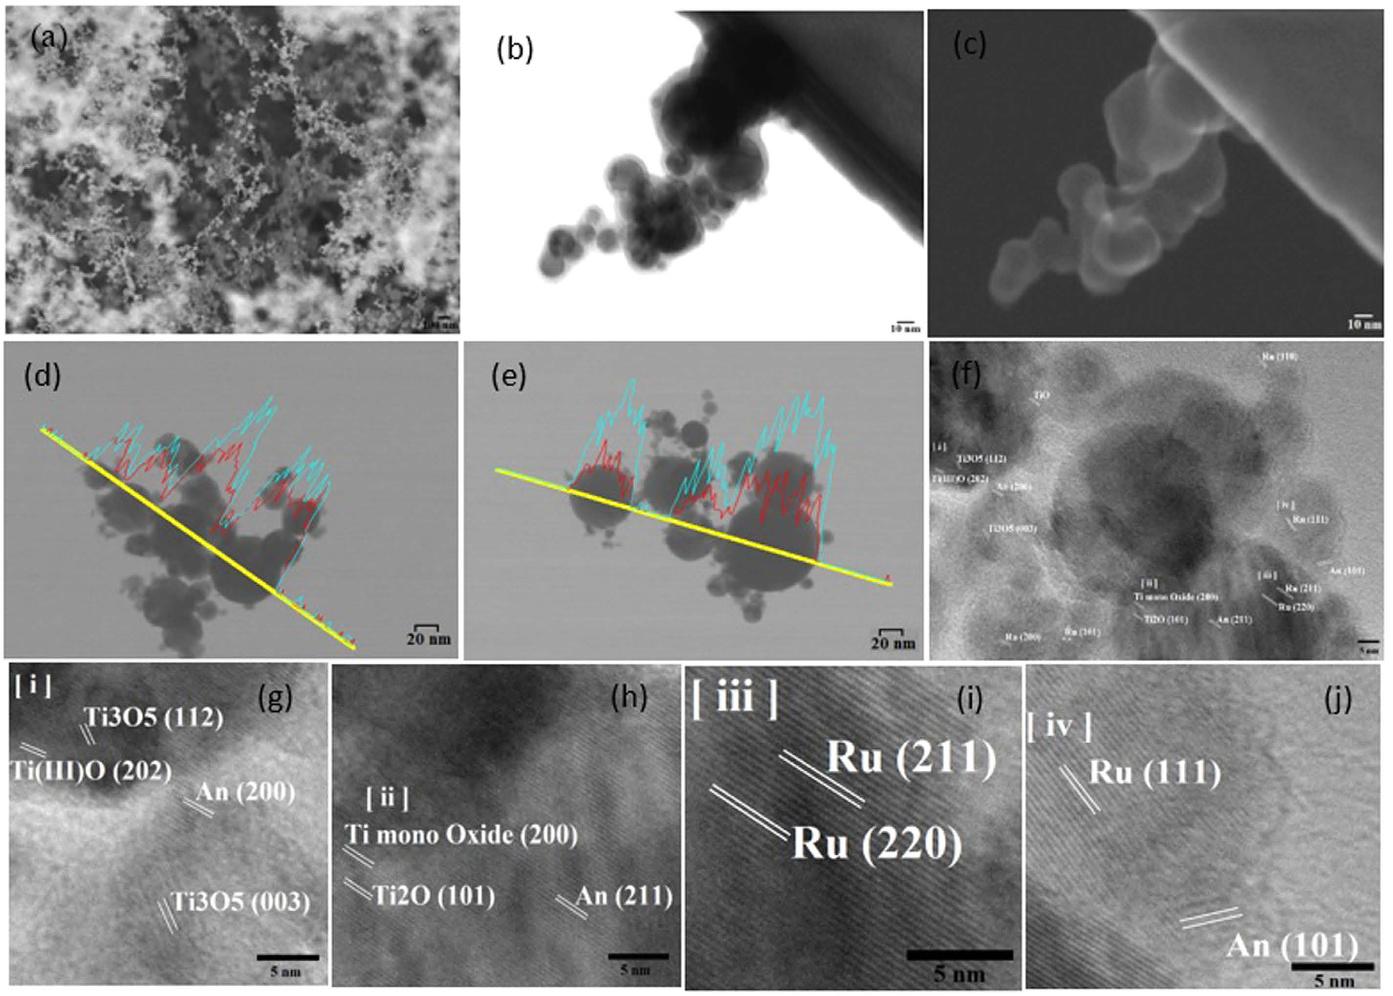 (a)
100 nm
(b)
10 nm
(c)
10 nm
(d)
20 nm
(e)
20 nm
(f)
Ru (110)
TiO
[i]
Ti3O5 (112)
Ti(III)O (202)
An (200)
Ti3O5 (003)
[iv]
Ru (111)
An (101)
[ii]
Ti mono Oxide (200)
Ti2O (101)
An (211)
[iii]
Ru (211)
Ru (220)
Ru (200)
Ru (101)
5 nm
[ i ]
(g)
Ti3O5 (112)
Ti(III)O (202)
An (200)
Ti3O5 (003)
5 nm
(h)
[ ii ]
Ti mono Oxide (200)
Ti2O (101)
An (211)
5 nm
[ iii ]
(i)
Ru (211)
Ru (220)
5 nm
(j)
[ iv ]
Ru (111)
An (101)
5 nm